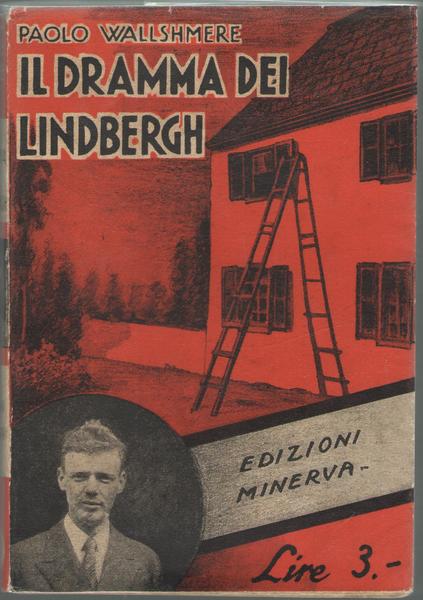 PAOLO WALLSHMERE
IL DRAMMA DEI
LINDBERGH
EDIZIONI
MINERVA-
Lire 3.-